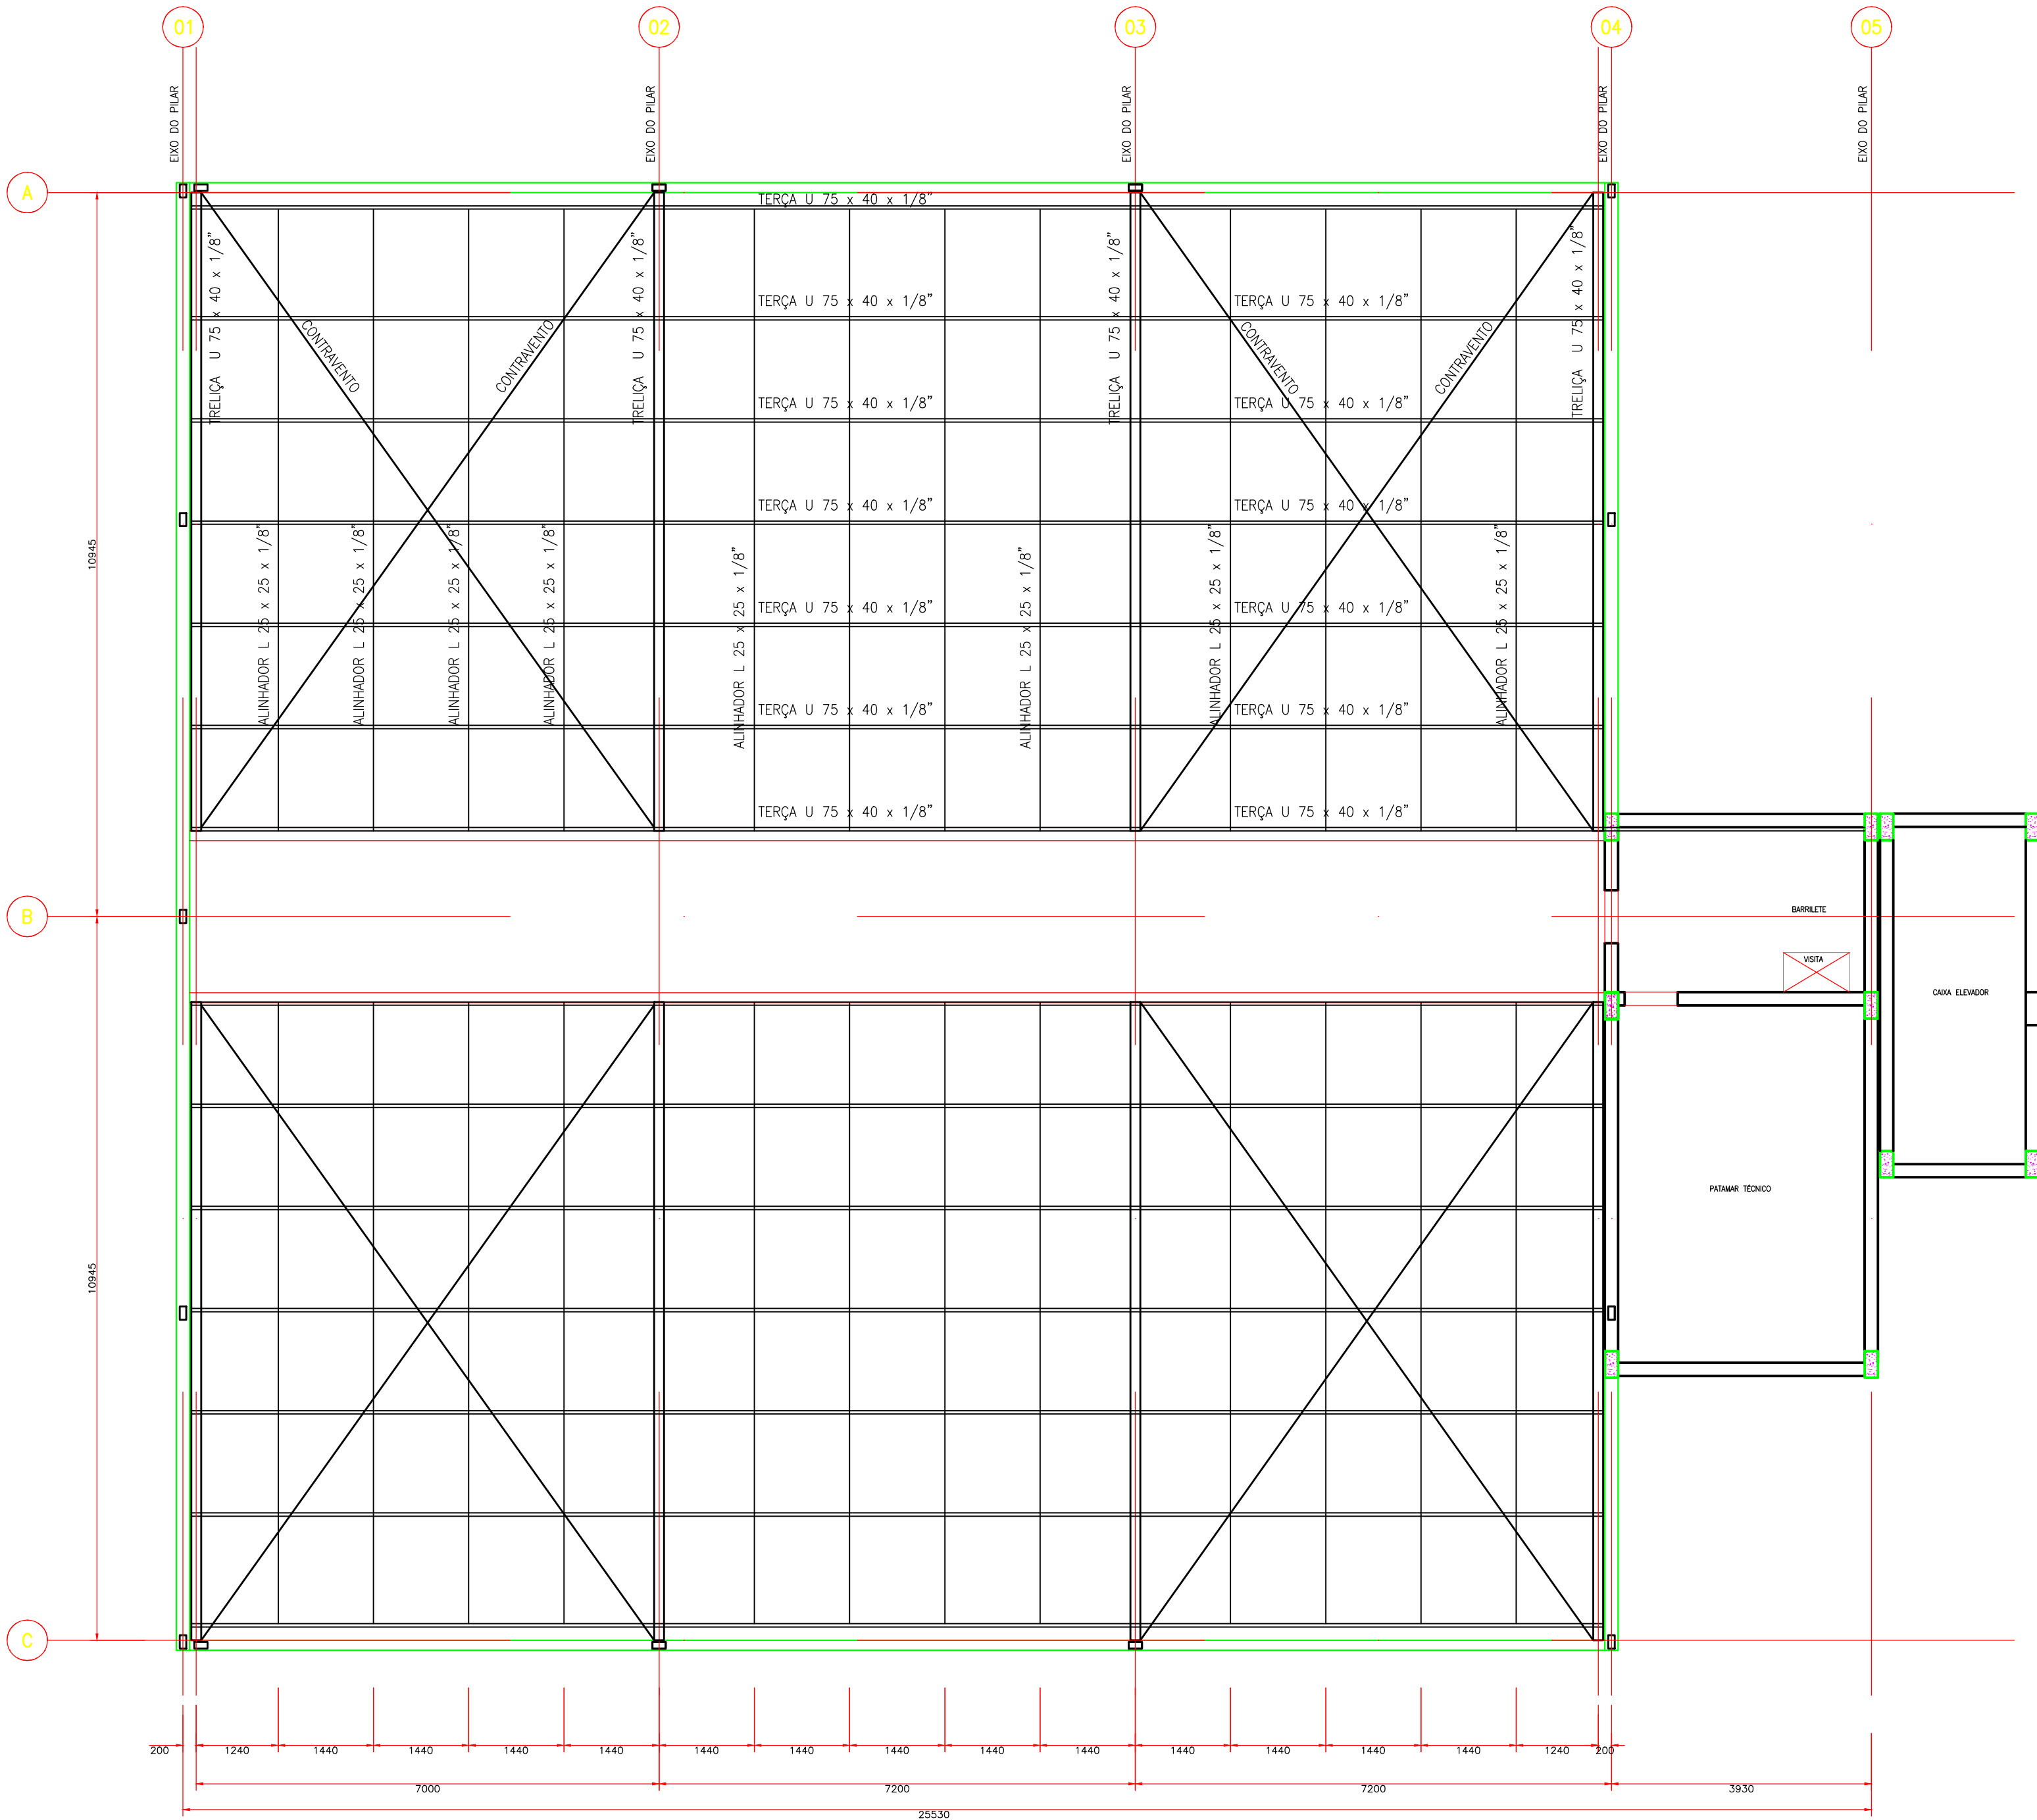 01
02
03
04
05
EIXO DO PILAR
EIXO DO PILAR
EIXO DO PILAR
EIXO DO PILAR
EIXO DO PILAR
A
TERÇA U 75 x 40 x 1/8"
TRELIÇA U 75 x 40 x 1/8"
TRELIÇA U 75 x 40 x 1/8"
TRELIÇA U 75 x 40 x 1/8"
TRELIÇA U 75 x 40 x 1/8"
TERÇA U 75 x 40 x 1/8"
TERÇA U 75 x 40 x 1/8"
CONTRAVENTO
CONTRAVENTO
CONTRAVENTO
CONTRAVENTO
TERÇA U 75 x 40 x 1/8"
TERÇA U 75 x 40 x 1/8"
TERÇA U 75 x 40 x 1/8"
TERÇA U 75 x 40 x 1/8"
10945
ALINHADOR L 25 x 25 x 1/8"
ALINHADOR L 25 x 25 x 1/8"
ALINHADOR L 25 x 25 x 1/8"
ALINHADOR L 25 x 25 x 1/8"
ALINHADOR L 25 x 25 x 1/8"
ALINHADOR L 25 x 25 x 1/8"
ALINHADOR L 25 x 25 x 1/8"
ALINHADOR L 25 x 25 x 1/8"
TERÇA U 75 x 40 x 1/8"
TERÇA U 75 x 40 x 1/8"
TERÇA U 75 x 40 x 1/8"
TERÇA U 75 x 40 x 1/8"
TERÇA U 75 x 40 x 1/8"
TERÇA U 75 x 40 x 1/8"
B
BARRILETE
VISITA
CAIXA ELEVADOR
PATAMAR TÉCNICO
10945
C
200
1240
1440
1440
1440
1440
1440
1440
1440
1440
1440
1440
1440
1440
1440
1240
200
7000
7200
7200
3930
25530